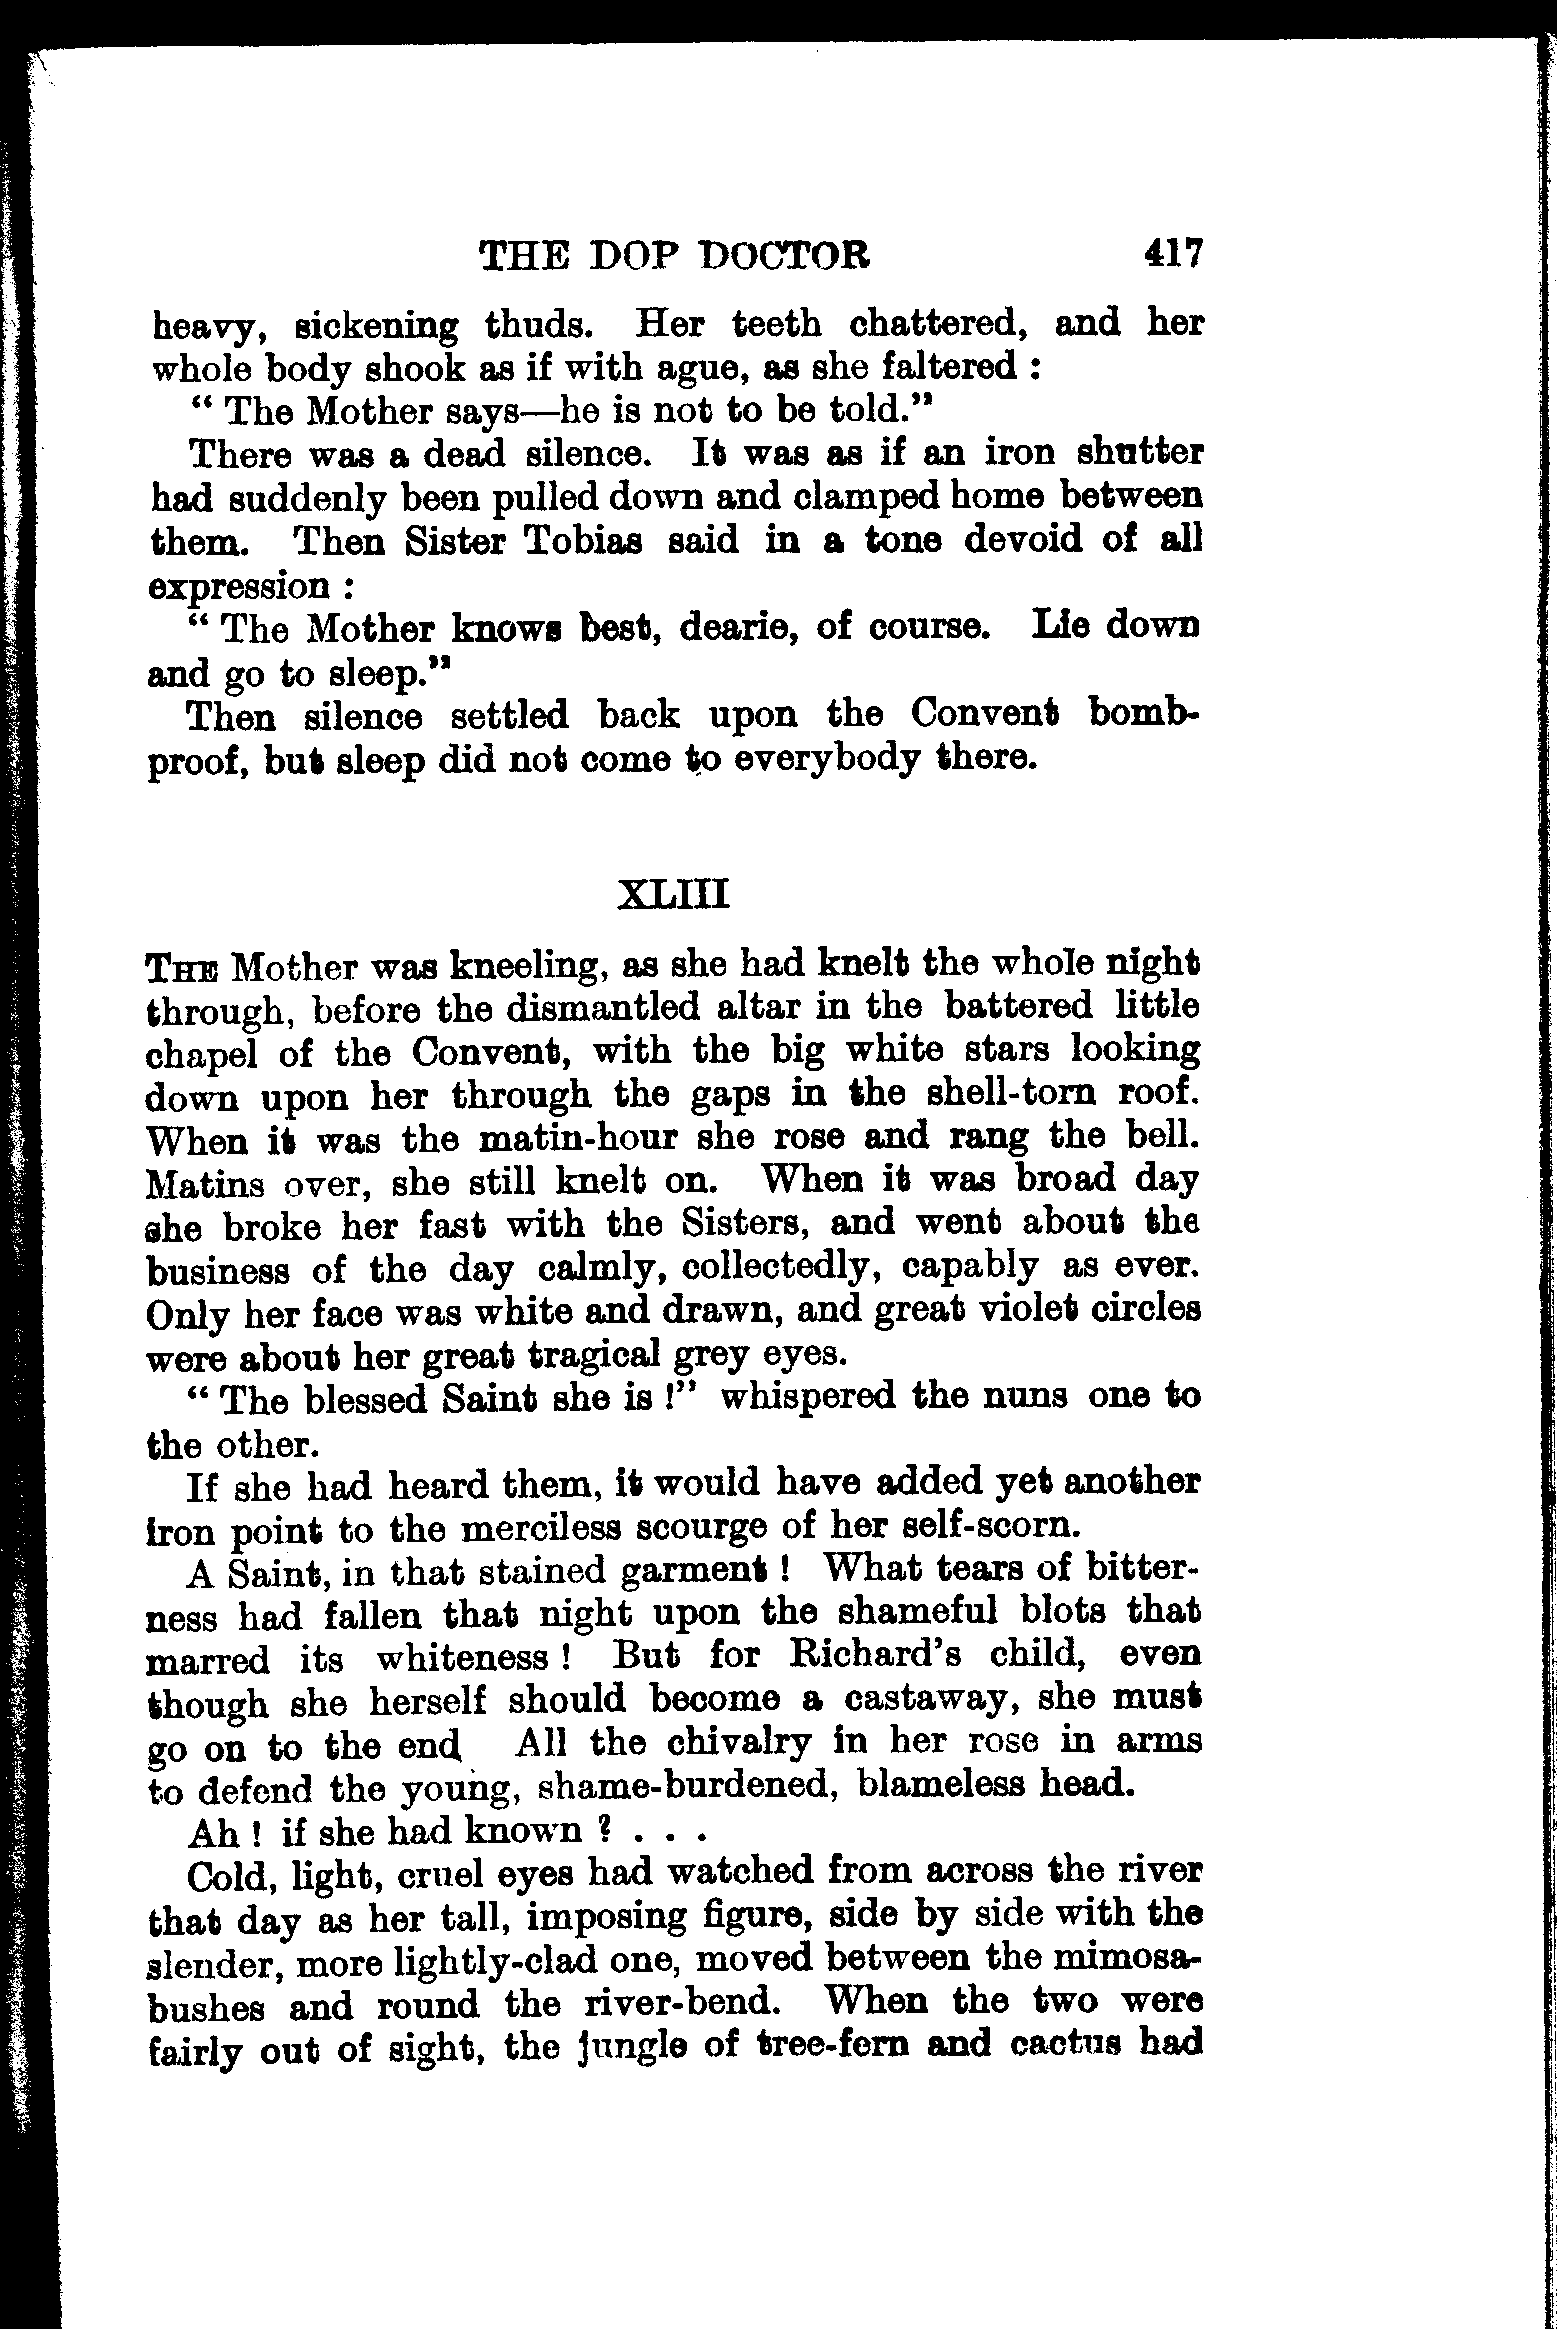 THE DOP DOCTOR 417
heavy, sickening thuds. Her teeth chattered, and her
whole body shook as if with ague, as she faltered :
“ The Mother says—he is not to be told.”
There was a dead silence. It was as if an iron shutter
had suddenly been pulled down and clamped home between
them. Then Sister Tobias said in a tone devoid of all
expression :
“ The Mother knows best, dearie, of course. Lie down
and go to sleep.”
Then silence settled back upon the Convent bomb-
proof, but sleep did not come to everybody there.
XLIII
THE Mother was kneeling, as she had knelt the whole night
through, before the dismantled altar in the battered little
chapel of the Convent, with the big white stars looking
down upon her through the gaps in the shell-torn roof.
When it was the matin-hour she rose and rang the bell.
Matins over, she still knelt on. When it was broad day
she broke her fast with the Sisters, and went about the
business of the day calmly, collectedly, capably as ever.
Only her face was white and drawn, and great violet circles
were about her great tragical grey eyes.
“ The blessed Saint she is !” whispered the nuns one to
the other.
If she had heard them, it would have added yet another
iron point to the merciless scourge of her self-scorn.
A Saint, in that stained garment ! What tears of bitter-
ness had fallen that night upon the shameful blots that
marred its whiteness ! But for Richard’s child, even
though she herself should become a castaway, she must
go on to the end All the chivalry in her rose in arms
to defend the young, shame-burdened, blameless head.
Ah ! if she had known ? . . .
Cold, light, cruel eyes had watched from across the river
that day as her tall, imposing figure, side by side with the
slender, more lightly-clad one, moved between the mimosa-
bushes and round the river-bend. When the two were
fairly out of sight, the jungle of tree-fern and cactus had